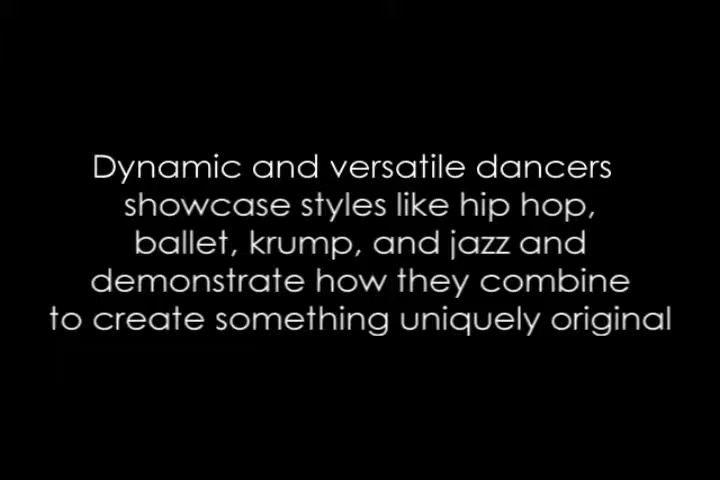 Dynamic and versatile dancers
showcase styles like hip hop,
ballet, krump, and jazz and
demonstrate how they combine
to create something uniquely original